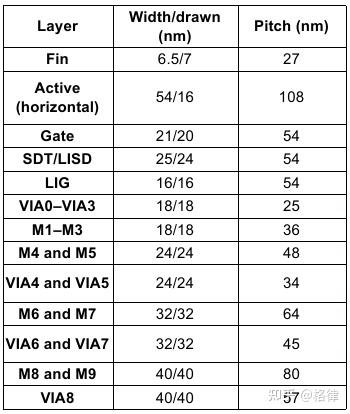 Layer Width/drawn (nm) Pitch (nm)
Fin 6.5/7 27
Active (horizontal) 54/16 108
Gate 21/20 54
SDT/LISD 25/24 54
LIG 16/16 54
VIA0–VIA3 18/18 25
M1–M3 18/18 36
M4 and M5 24/24 48
VIA4 and VIA5 24/24 34
M6 and M7 32/32 64
VIA6 and VIA7 32/32 45
M8 and M9 40/40 80
VIA8 40/40 57
知乎 @格律